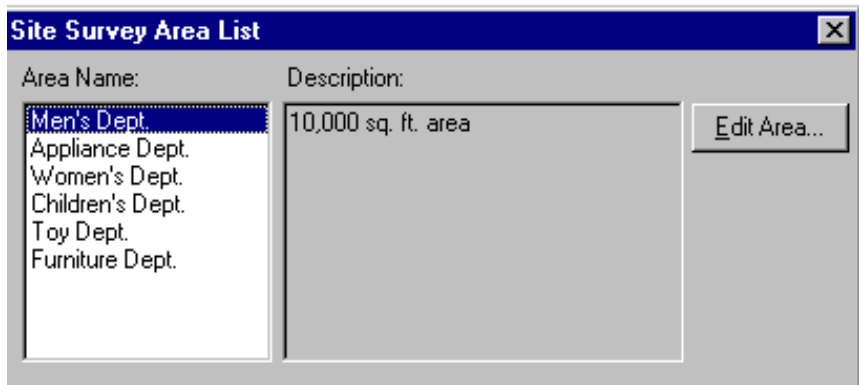 Site Survey Area List
Area Name:
Description:
Men's Dept.
Appliance Dept.
Women's Dept.
Children's Dept.
Toy Dept.
Furniture Dept.
10,000 sq. ft. area
Edit Area...